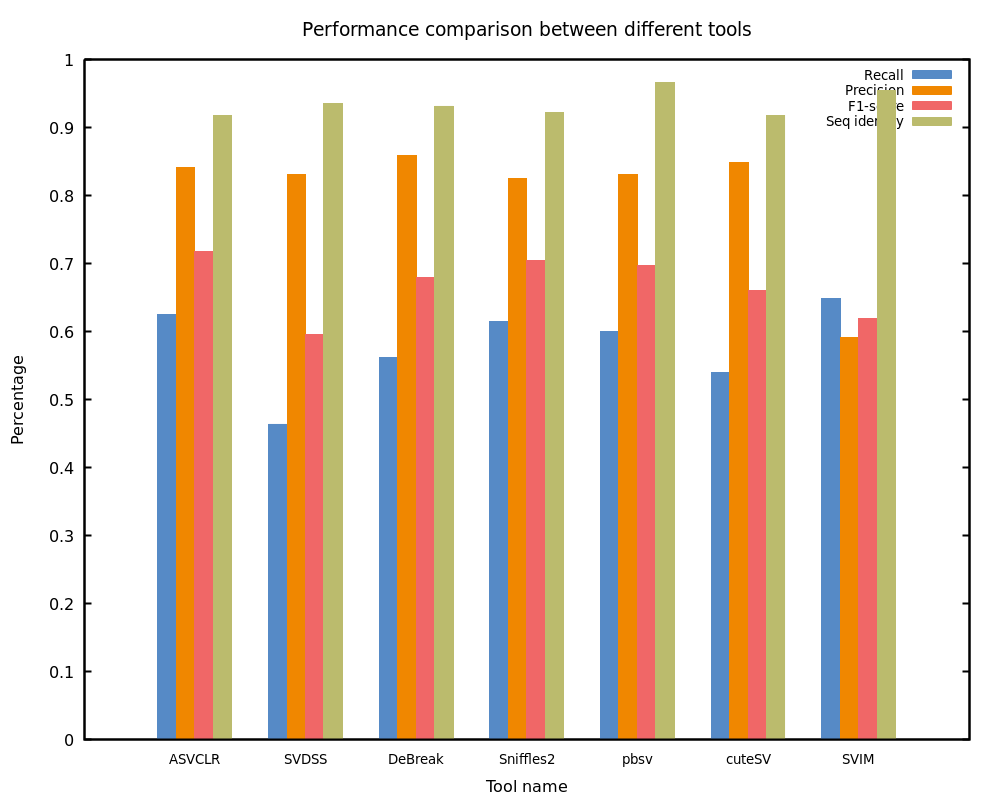 Performance comparison between different tools
Recall
Precision
F1-score
Seq identity
1
0.9
0.8
0.7
0.6
0.5
0.4
0.3
0.2
0.1
0
Percentage
ASVCLR SVDSS DeBreak Sniffles2 pbsv cuteSV SVIM
Tool name